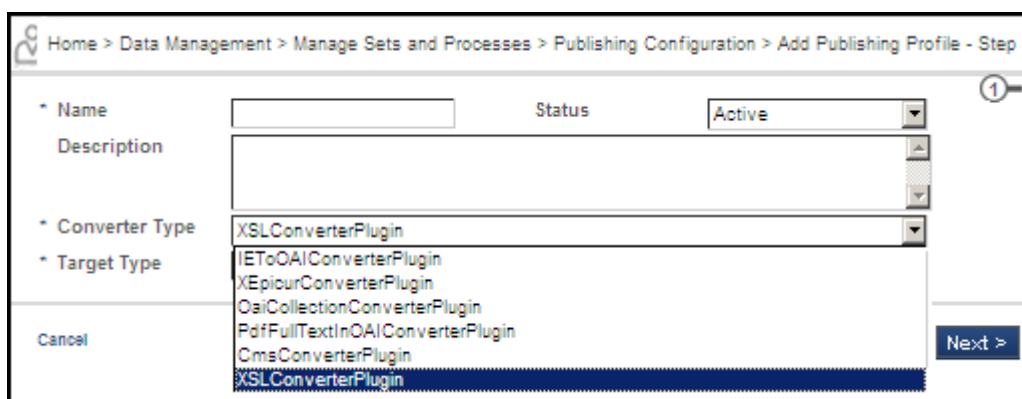 Home > Data Management > Manage Sets and Processes > Publishing Configuration > Add Publishing Profile - Step
1
* Name
Status
Active
Description
* Converter Type
XSLConverterPlugin
* Target Type
IEToOAIConverterPlugin
XEpicurConverterPlugin
OaiCollectionConverterPlugin
PdfFullTextInOAIConverterPlugin
CmsConverterPlugin
XSLConverterPlugin
Cancel
Next >